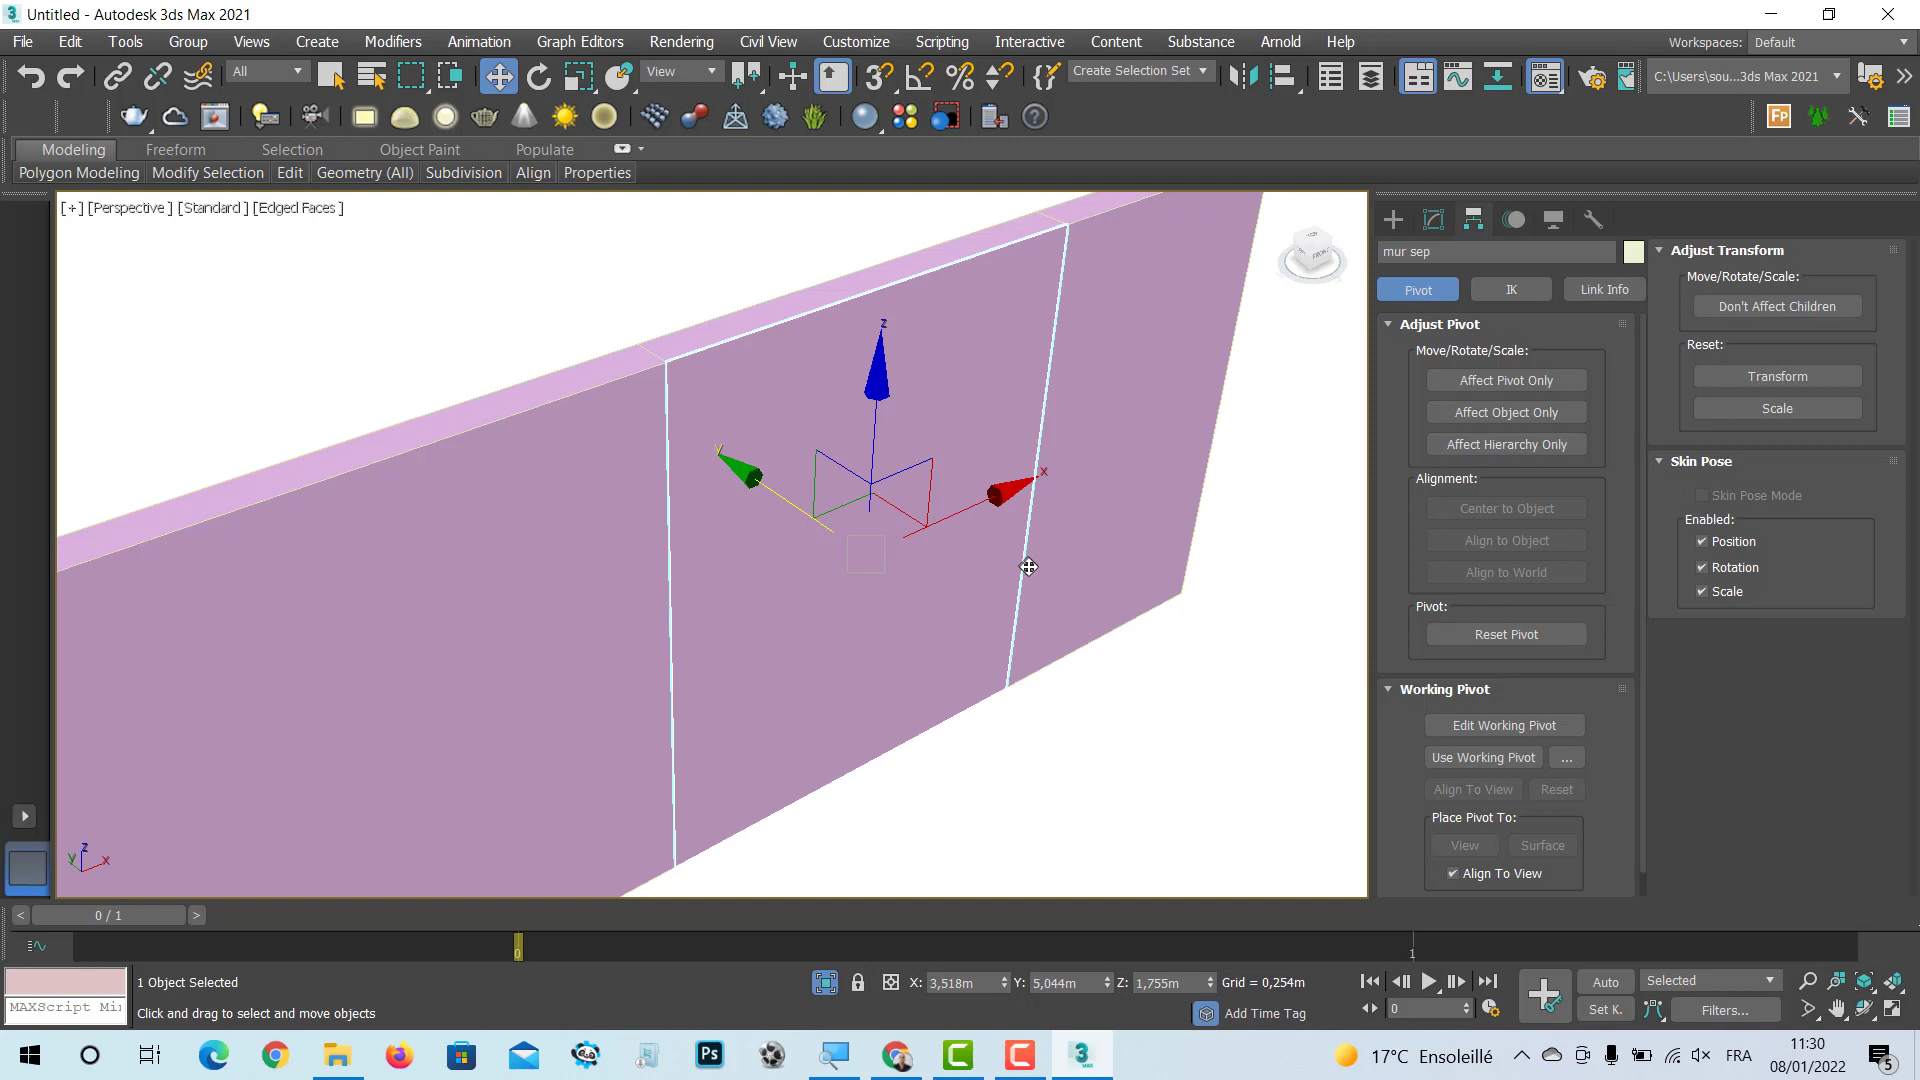 Untitled - Autodesk 3ds Max 2021
File Edit Tools Group Views Create Modifiers Animation Graph Editors Rendering Civil View Customize Scripting Interactive Content Substance Arnold Help Workspaces: Default
All View Create Selection Set C:\Users\sou...3ds Max 2021
Modeling Freeform Selection Object Paint Populate
Polygon Modeling Modify Selection Edit Geometry (All) Subdivision Align Properties
[+] [Perspective ] [Standard ] [Edged Faces ]
TOP
FRONT
z
y
x
z
y
x
mur sep
Pivot IK Link Info
Adjust Pivot
Move/Rotate/Scale:
Affect Pivot Only
Affect Object Only
Affect Hierarchy Only
Alignment:
Center to Object
Align to Object
Align to World
Pivot:
Reset Pivot
Working Pivot
Edit Working Pivot
Use Working Pivot ...
Align To View Reset
Place Pivot To:
View Surface
Align To View
Adjust Transform
Move/Rotate/Scale:
Don't Affect Children
Reset:
Transform
Scale
Skin Pose
Skin Pose Mode
Enabled:
Position
Rotation
Scale
< 0 / 1 >
0 1
1 Object Selected X: 3,518m Y: 5,044m Z: 1,755m Grid = 0,254m Auto Selected
MAXScript Mi Click and drag to select and move objects Add Time Tag 0 Set K. Filters...
17°C Ensoleillé FRA 11:30
08/01/2022 5